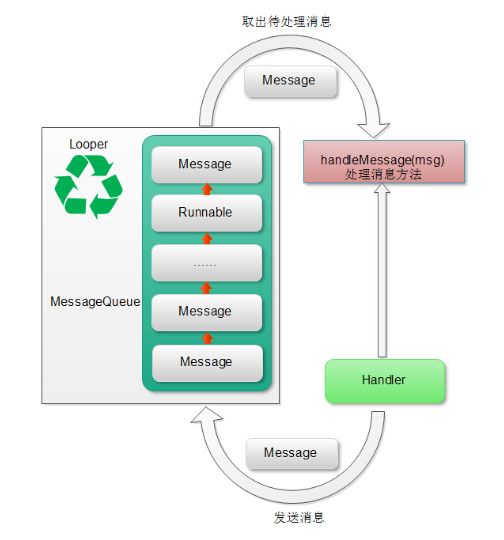 取出待处理消息
Message
Looper
Message
handleMessage(msg)
处理消息方法
Runnable
......
MessageQueue
Message
Message
Handler
Message
发送消息